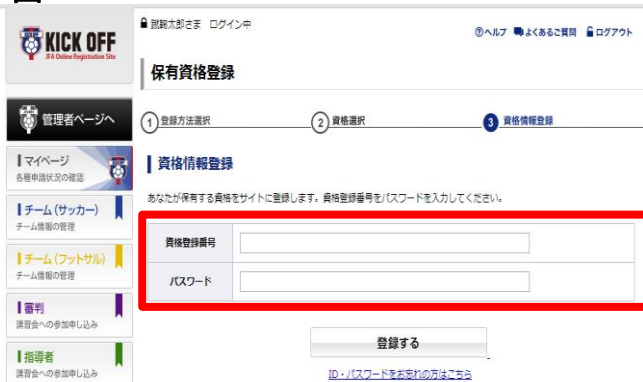 KICK OFF
JFA Online Registration Site
蹴鞠太郎さま ログイン中
ヘルプ よくあるご質問 ログアウト
保有資格登録
管理者ページへ
1 登録方法選択 2 資格選択 3 資格情報登録
マイページ
各種申請状況の確認
資格情報登録
あなたが保有する資格をサイトに登録します。資格登録番号をパスワードを入力してください。
チーム(サッカー)
チーム情報の管理
資格登録番号
チーム(フットサル)
チーム情報の管理
パスワード
審判
講習会への参加申し込み
登録する
指導者
講習会への参加申し込み
ID・パスワードをお忘れの方はこちら